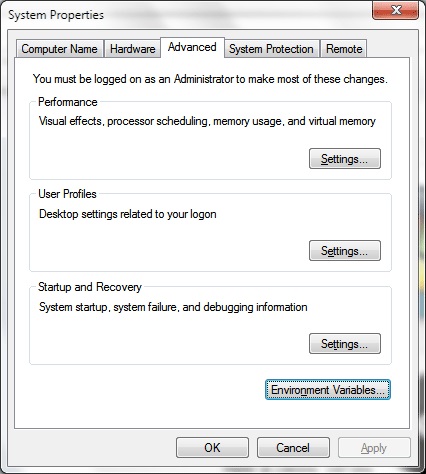 System Properties
Computer Name Hardware Advanced System Protection Remote
You must be logged on as an Administrator to make most of these changes.
Performance
Visual effects, processor scheduling, memory usage, and virtual memory
Settings...
User Profiles
Desktop settings related to your logon
Settings...
Startup and Recovery
System startup, system failure, and debugging information
Settings...
Environment Variables...
OK Cancel Apply